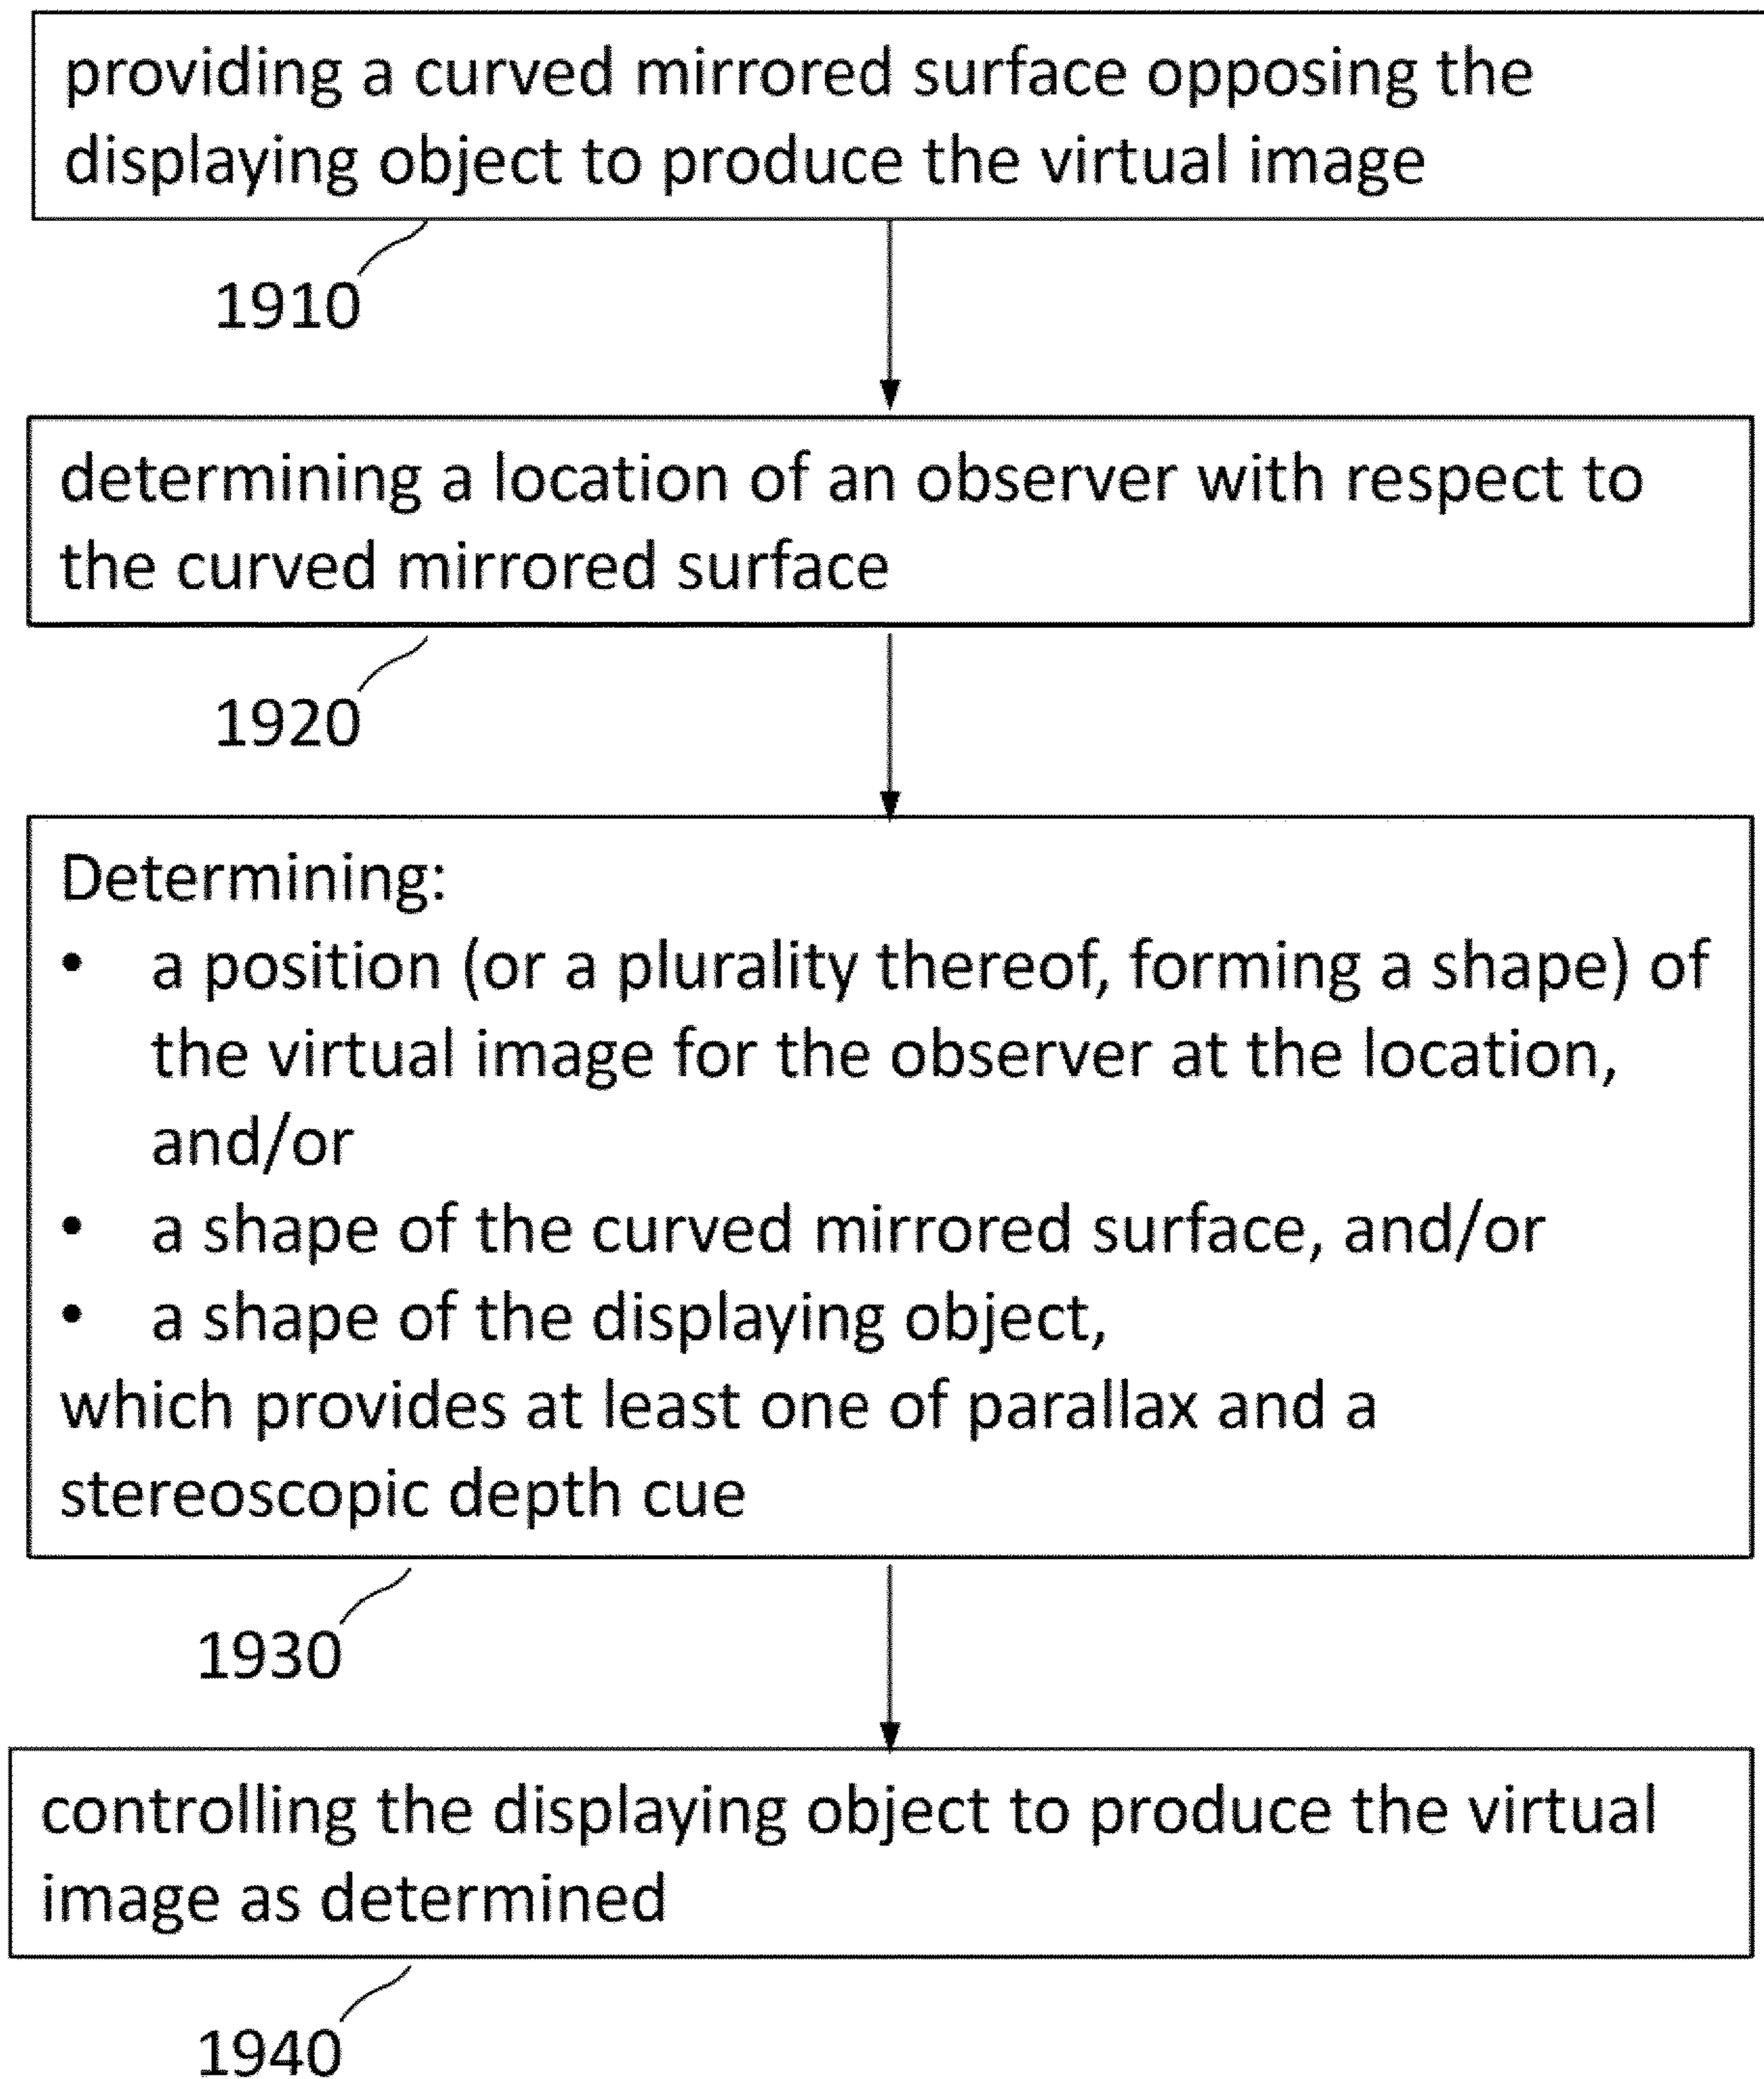 providing a curved mirrored surface opposing the
displaying object to produce the virtual image
1910
determining a location of an observer with respect to
the curved mirrored surface
1920
Determining:
• a position (or a plurality thereof, forming a shape) of
the virtual image for the observer at the location,
and/or
• a shape of the curved mirrored surface, and/or
• a shape of the displaying object,
which provides at least one of parallax and a
stereoscopic depth cue
1930
controlling the displaying object to produce the virtual
image as determined
1940